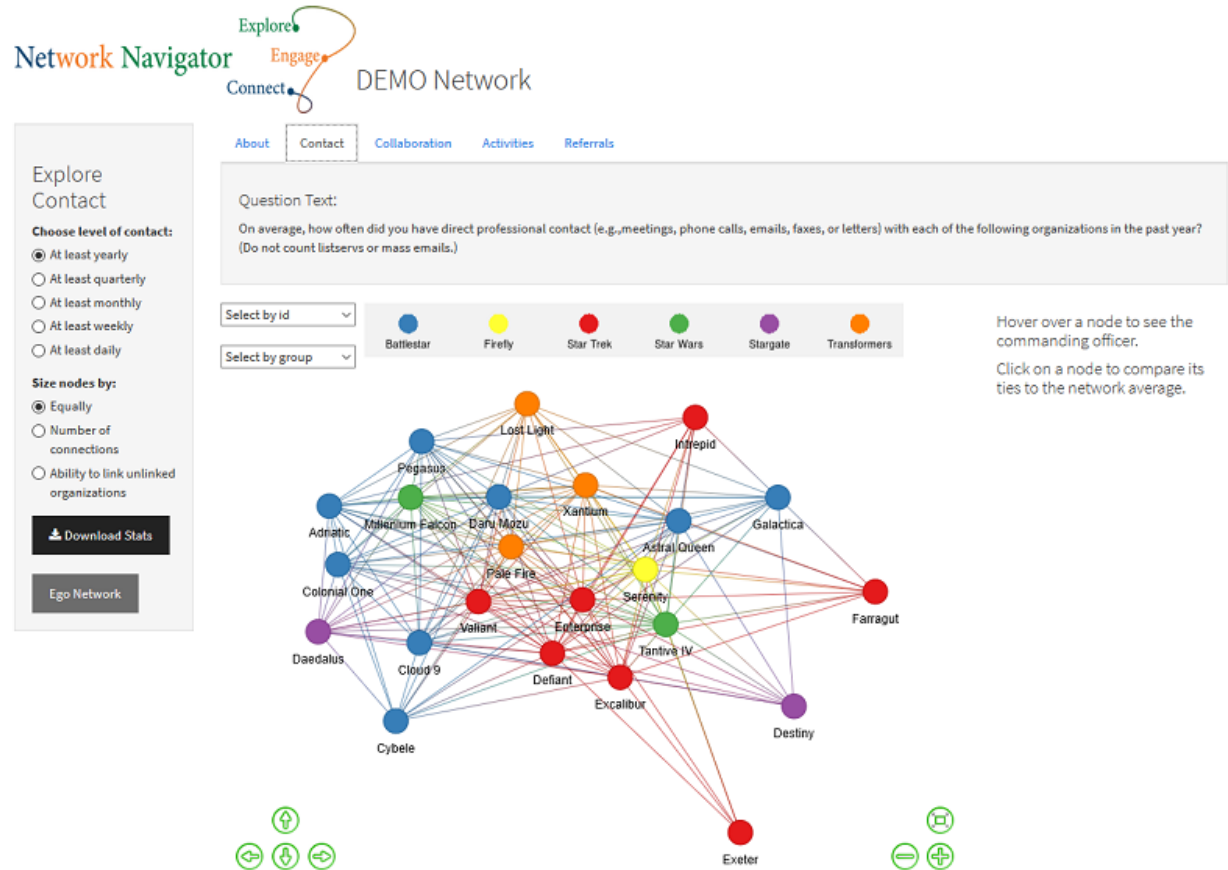 Explore
Network Navigator
Engage
Connect
DEMO Network
About
Contact
Collaboration
Activities
Referrals
Explore
Contact
Choose level of contact:
At least yearly
At least quarterly
At least monthly
At least weekly
At least daily
Size nodes by:
Equally
Number of
connections
Ability to link unlinked
organizations
Download Stats
Ego Network
Question Text:
On average, how often did you have direct professional contact (e.g.,meetings, phone calls, emails, faxes, or letters) with each of the following organizations in the past year?
(Do not count listservs or mass emails.)
Select by id
Select by group
Battlestar
Firefly
Star Trek
Star Wars
Stargate
Transformers
Hover over a node to see the
commanding officer.
Click on a node to compare its
ties to the network average.
Lost Light
Intrepid
Pegasus
Xantium
Adriatic
Millenium Falcon
Daru Mozu
Galactica
Astral Queen
Pale Fire
Colonial One
Serenity
Farragut
Valiant
Enterprise
Tantive IV
Daedalus
Cloud 9
Defiant
Excalibur
Destiny
Cybele
Exeter